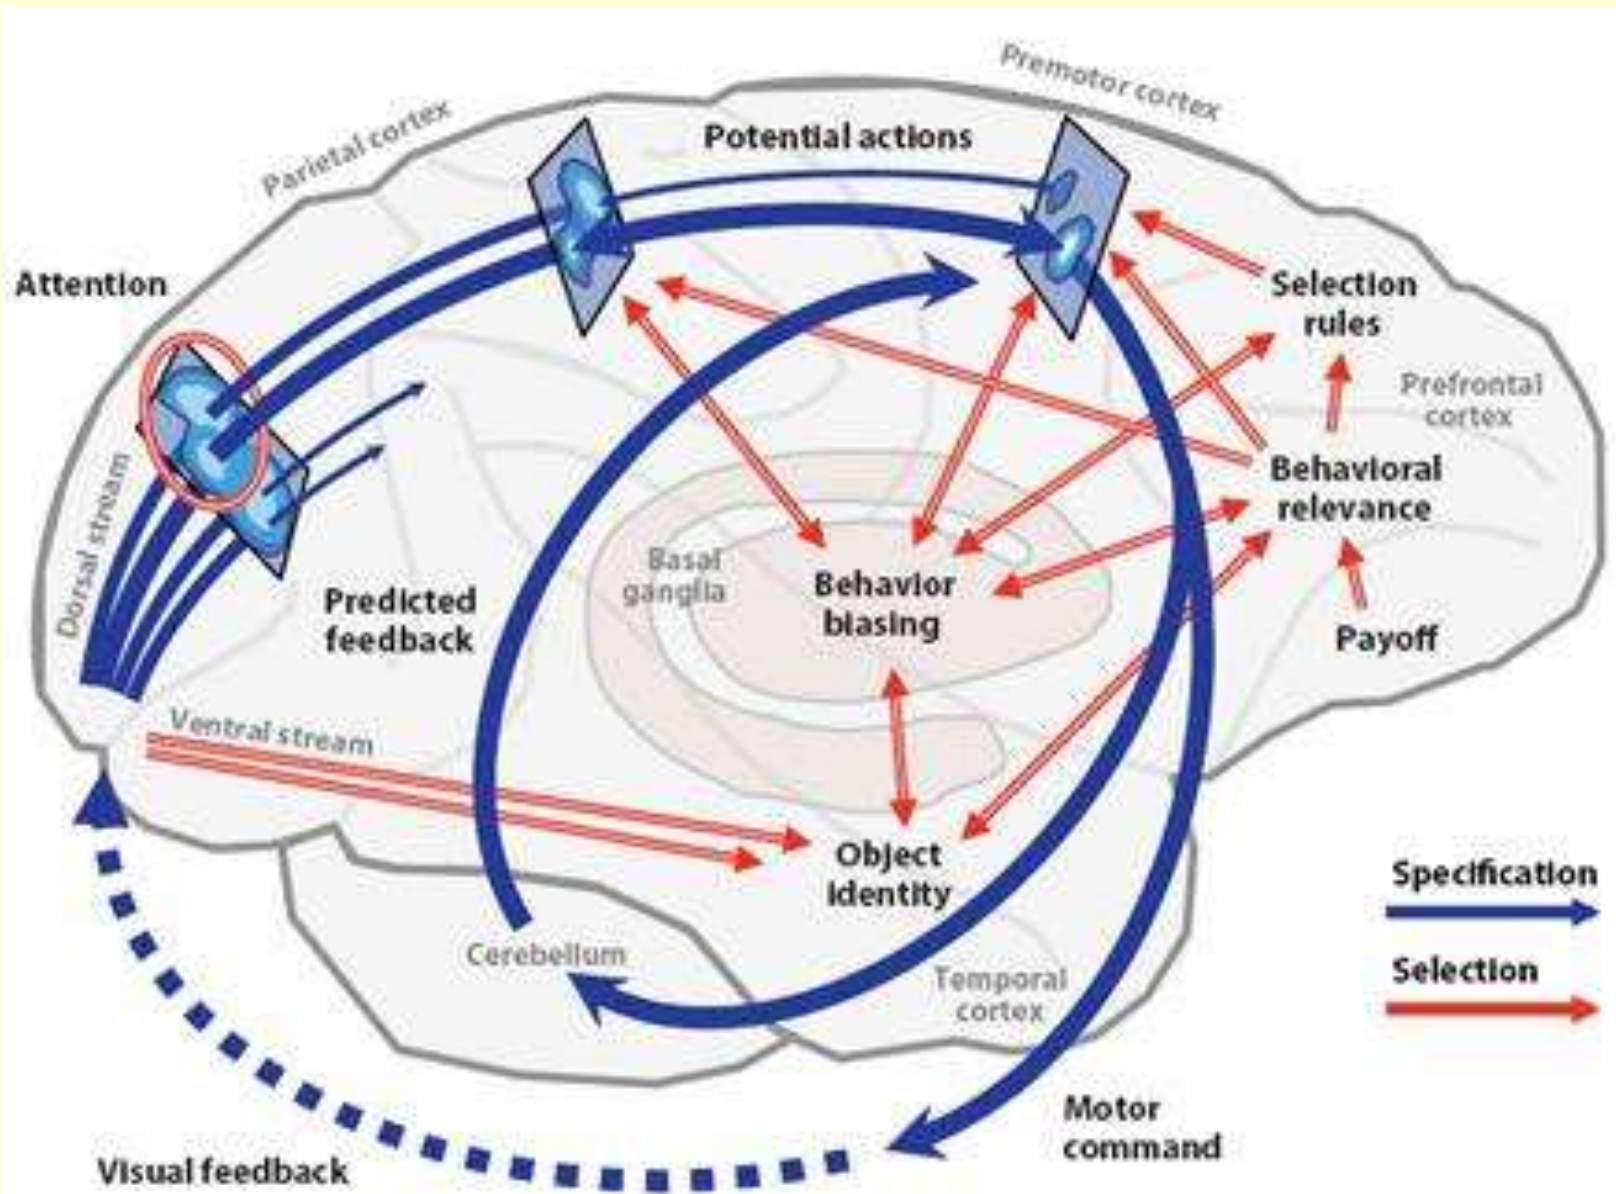 Premotor cortex
Parietal cortex
Potential actions
Attention
Selection
rules
Prefrontal
cortex
Behavioral
relevance
Dorsal stream
Basal
ganglia
Behavior
biasing
Predicted
feedback
Payoff
Ventral stream
Object
identity
Specification
Cerebellum
Temporal
cortex
Selection
Motor
command
Visual feedback